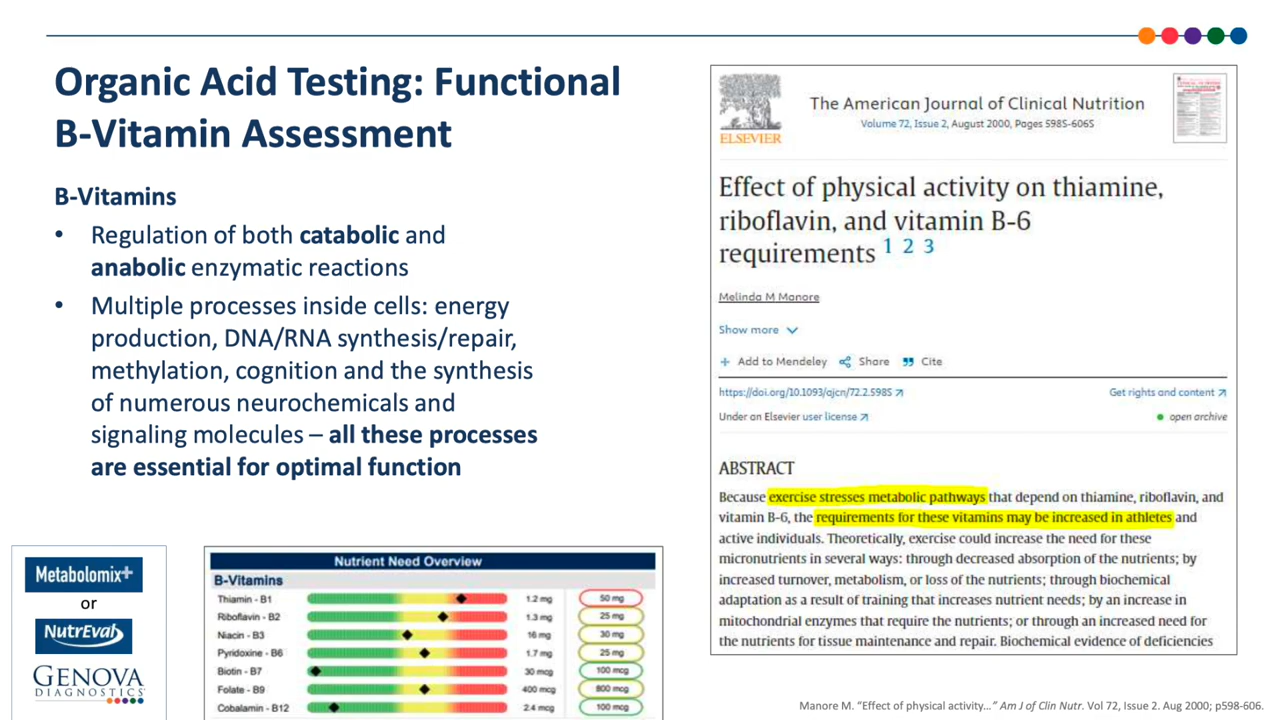 Organic Acid Testing: Functional
B-Vitamin Assessment
B-Vitamins
• Regulation of both catabolic and
anabolic enzymatic reactions
• Multiple processes inside cells: energy
production, DNA/RNA synthesis/repair,
methylation, cognition and the synthesis
of numerous neurochemicals and
signaling molecules – all these processes
are essential for optimal function
Metabolomix+
or
NutrEval
GENOVA
DIAGNOSTICS
Nutrient Need Overview
B-Vitamins
Thiamin - B1 1.2 mg 50 mg
Riboflavin - B2 1.3 mg 25 mg
Niacin - B3 16 mg 30 mg
Pyridoxine - B6 1.7 mg 25 mg
Biotin - B7 30 mcg 100 mcg
Folate - B9 400 mcg 800 mcg
Cobalamin - B12 2.4 mcg 100 mcg
ELSEVIER
The American Journal of Clinical Nutrition
Volume 72, Issue 2, August 2000, Pages 598S-606S
Effect of physical activity on thiamine,
riboflavin, and vitamin B-6
requirements 1 2 3
Melinda M Manore
Show more
+ Add to Mendeley Share Cite
https://doi.org/10.1093/ajcn/72.2.598S Get rights and content
Under an Elsevier user license open archive
ABSTRACT
Because exercise stresses metabolic pathways that depend on thiamine, riboflavin, and
vitamin B-6, the requirements for these vitamins may be increased in athletes and
active individuals. Theoretically, exercise could increase the need for these
micronutrients in several ways: through decreased absorption of the nutrients; by
increased turnover, metabolism, or loss of the nutrients; through biochemical
adaptation as a result of training that increases nutrient needs; by an increase in
mitochondrial enzymes that require the nutrients; or through an increased need for
the nutrients for tissue maintenance and repair. Biochemical evidence of deficiencies
Manore M. “Effect of physical activity…” Am J of Clin Nutr. Vol 72, Issue 2. Aug 2000; p598-606.